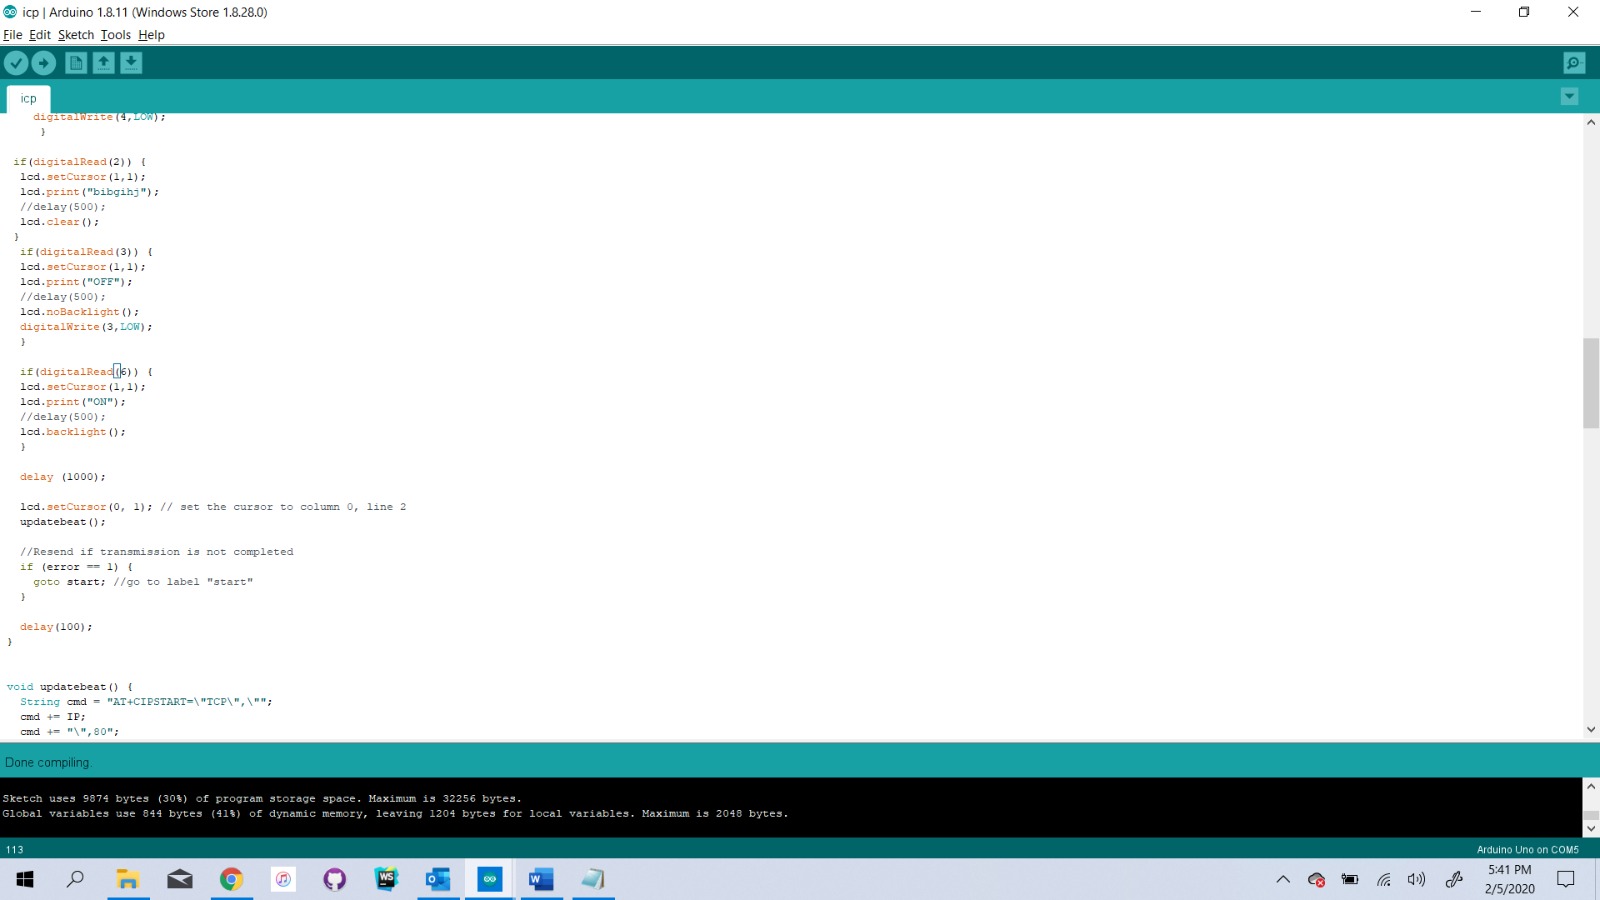 icp | Arduino 1.8.11 (Windows Store 1.8.28.0)
File Edit Sketch Tools Help
icp
digitalWrite(4,LOW);
}
if(digitalRead(2)) {
lcd.setCursor(1,1);
lcd.print("bibgihj");
//delay(500);
lcd.clear();
}
if(digitalRead(3)) {
lcd.setCursor(1,1);
lcd.print("OFF");
//delay(500);
lcd.noBacklight();
digitalWrite(3,LOW);
}
if(digitalRead(6)) {
lcd.setCursor(1,1);
lcd.print("ON");
//delay(500);
lcd.backlight();
}
delay (1000);
lcd.setCursor(0, 1); // set the cursor to column 0, line 2
updatebeat();
//Resend if transmission is not completed
if (error == 1) {
goto start; //go to label "start"
}
delay(100);
}
void updatebeat() {
String cmd = "AT+CIPSTART=\"TCP\",\"";
cmd += IP;
cmd += "\",80";
Done compiling.
Sketch uses 9874 bytes (30%) of program storage space. Maximum is 32256 bytes.
Global variables use 844 bytes (41%) of dynamic memory, leaving 1204 bytes for local variables. Maximum is 2048 bytes.
113
Arduino Uno on COM5
WS
W
5:41 PM
2/5/2020